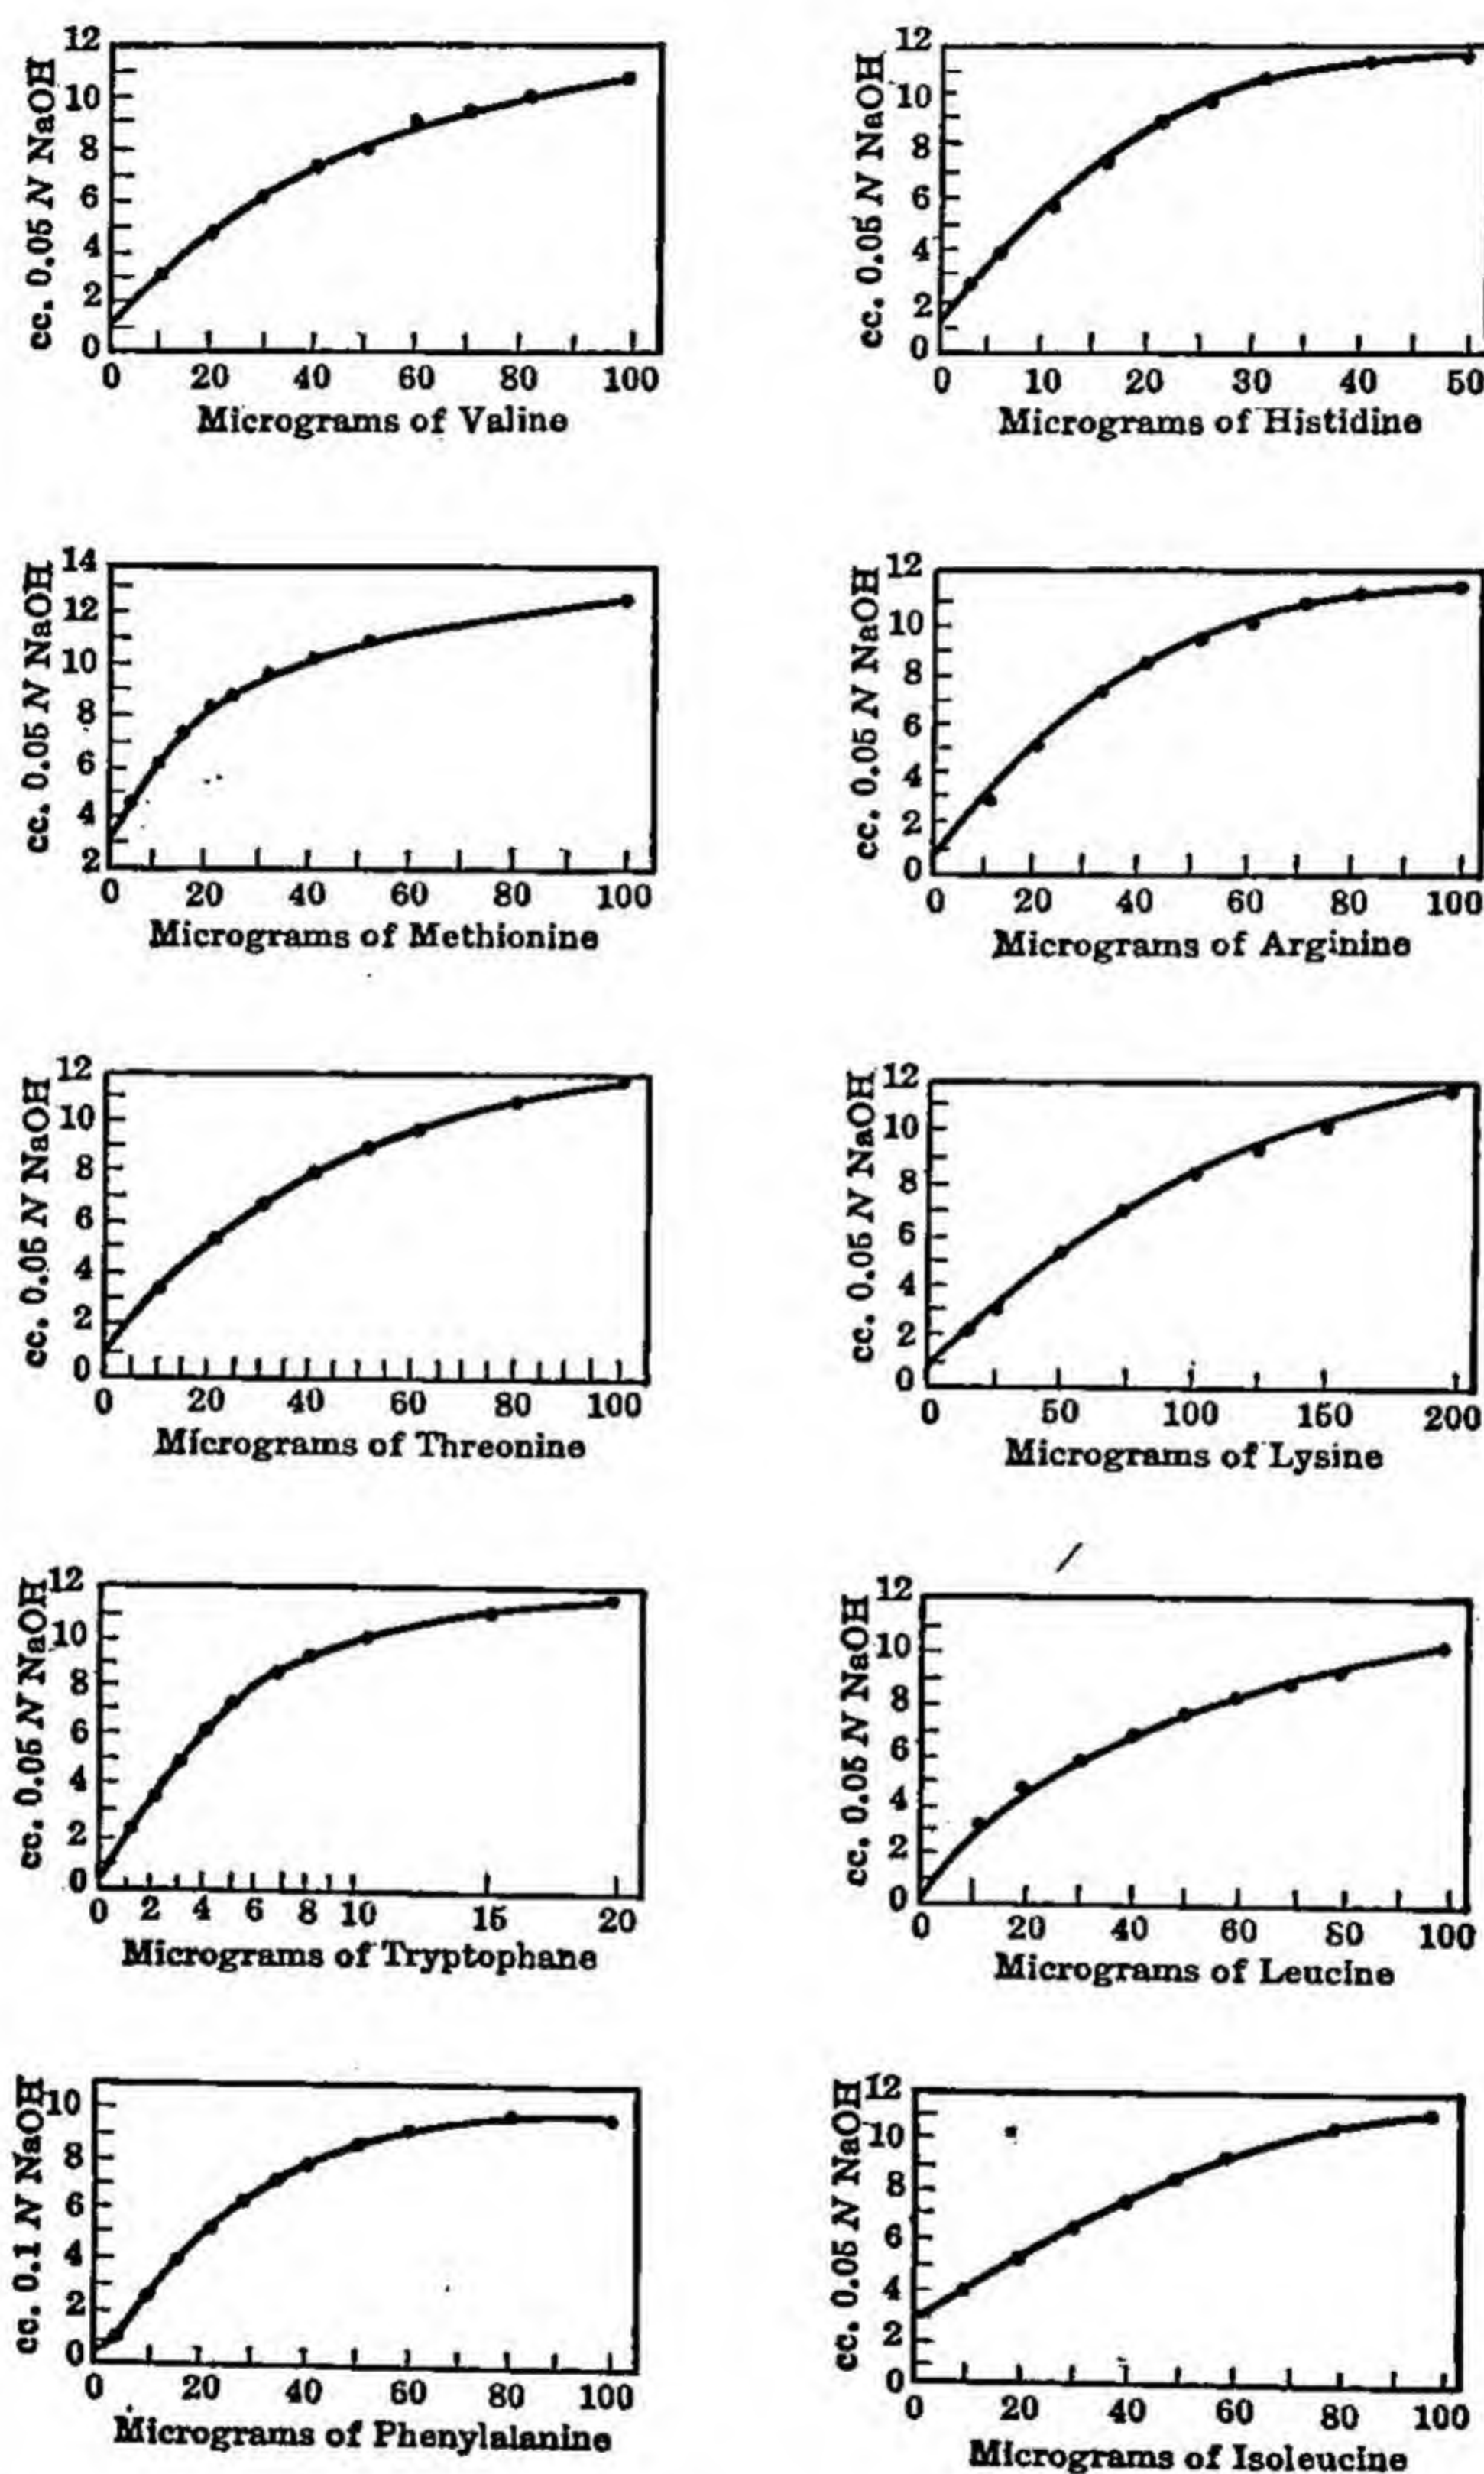 cc. 0.05 N NaOH
12
10
8
6
4
2
0
0 20 40 60 80 100
Micrograms of Valine
cc. 0.05 N NaOH
12
10
8
6
4
2
0
0 10 20 30 40 50
Micrograms of Histidine
cc. 0.05 N NaOH
14
12
10
8
6
4
2
0 20 40 60 80 100
Micrograms of Methionine
cc. 0.05 N NaOH
12
10
8
6
4
2
0
0 20 40 60 80 100
Micrograms of Arginine
cc. 0.05 N NaOH
12
10
8
6
4
2
0
0 20 40 60 80 100
Micrograms of Threonine
cc. 0.05 N NaOH
12
10
8
6
4
2
0
0 50 100 150 200
Micrograms of Lysine
cc. 0.05 N NaOH
12
10
8
6
4
2
0
0 2 4 6 8 10 15 20
Micrograms of Tryptophane
cc. 0.05 N NaOH
12
10
8
6
4
2
0
0 20 40 60 80 100
Micrograms of Leucine
cc. 0.1 N NaOH
10
8
6
4
2
0
0 20 40 60 80 100
Micrograms of Phenylalanine
cc. 0.05 N NaOH
12
10
8
6
4
2
0
0 20 40 60 80 100
Micrograms of Isoleucine